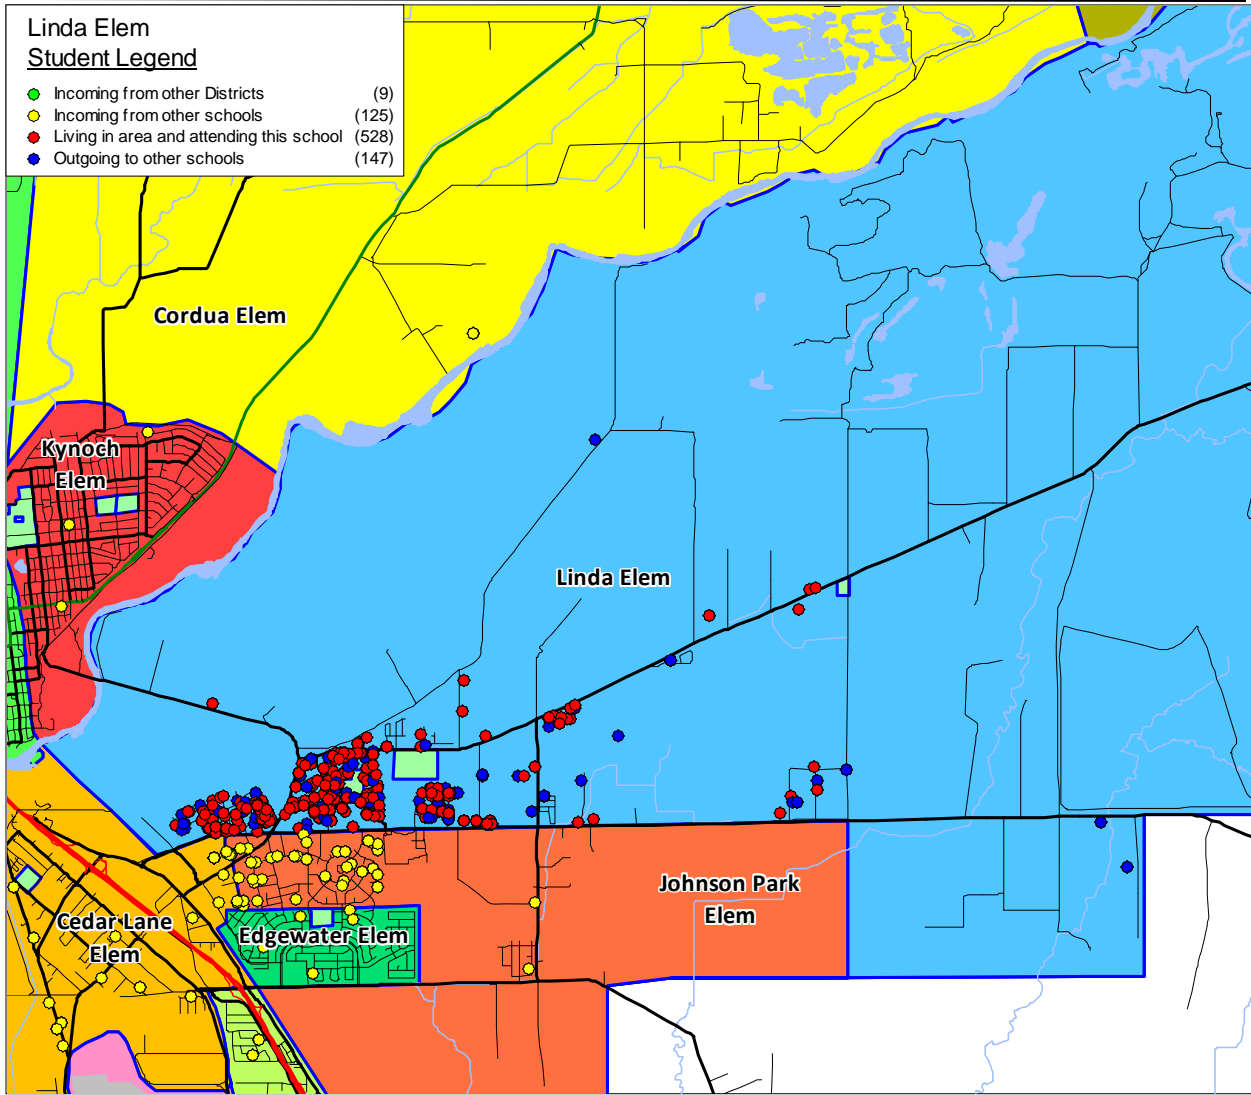 Linda Elem
Student Legend
Incoming from other Districts (9)
Incoming from other schools (125)
Living in area and attending this school (528)
Outgoing to other schools (147)
Cordua Elem
Kynoch
Elem
Linda Elem
Johnson Park
Elem
Cedar Lane
Elem
Edgewater Elem